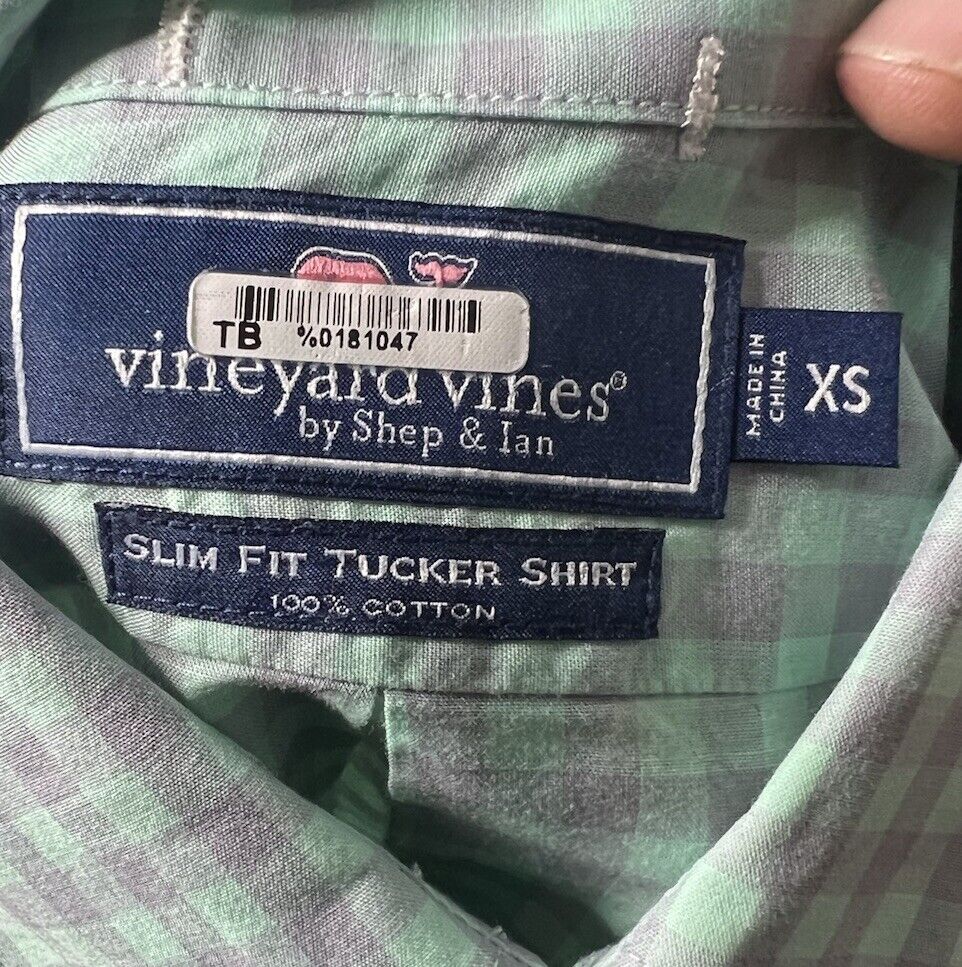 TB %0181047
vineyard vines®
by Shep & Ian
MADE IN
CHINA
XS
SLIM FIT TUCKER SHIRT
100% COTTON